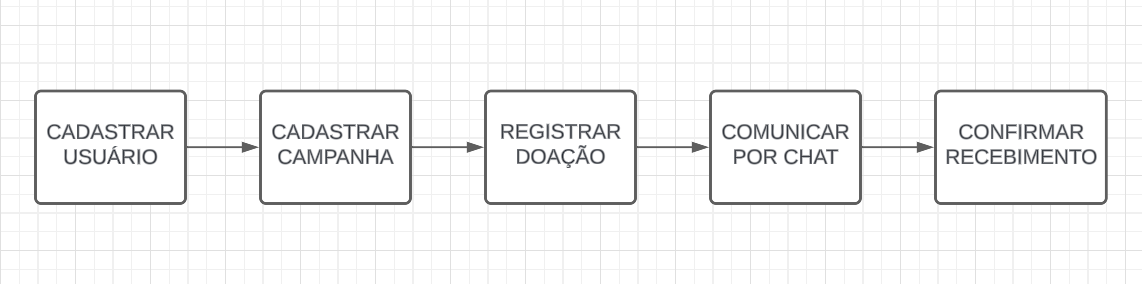 CADASTRAR
USUÁRIO
CADASTRAR
CAMPANHA
REGISTRAR
DOAÇÃO
COMUNICAR
POR CHAT
CONFIRMAR
RECEBIMENTO